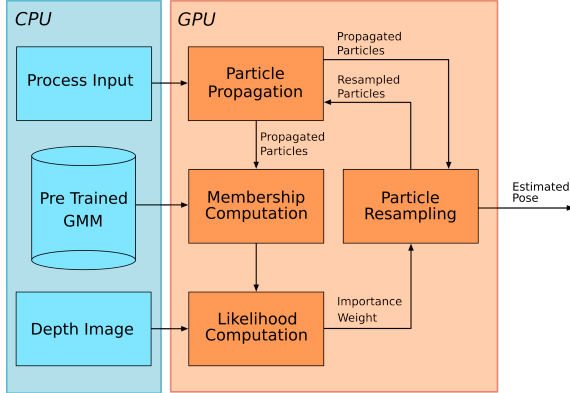 CPU
GPU
Process Input
Particle
Propagation
Propagated
Particles
Resampled
Particles
Propagated
Particles
Pre Trained
GMM
Membership
Computation
Particle
Resampling
Estimated
Pose
Depth Image
Likelihood
Computation
Importance
Weight